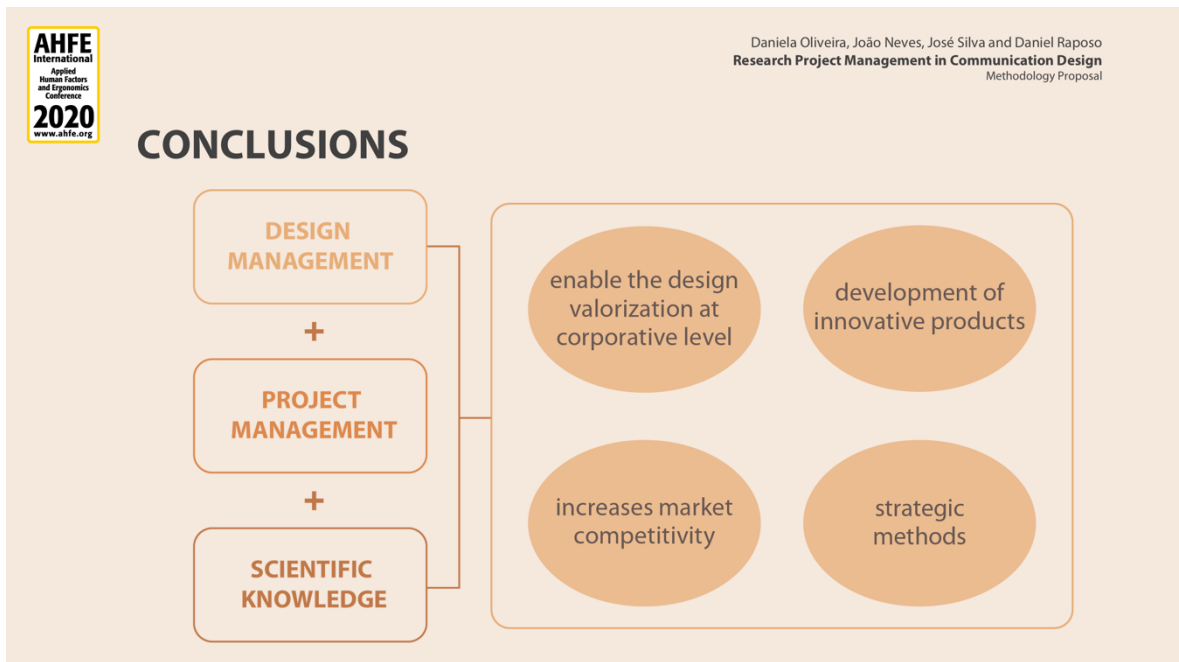 AHFE
International
Applied
Human Factors
and Ergonomics
Conference
2020
www.ahfe.org
Daniela Oliveira, João Neves, José Silva and Daniel Raposo
Research Project Management in Communication Design
Methodology Proposal
CONCLUSIONS
DESIGN
MANAGEMENT
+
PROJECT
MANAGEMENT
+
SCIENTIFIC
KNOWLEDGE
enable the design
valorization at
corporative level
development of
innovative products
increases market
competitivity
strategic
methods